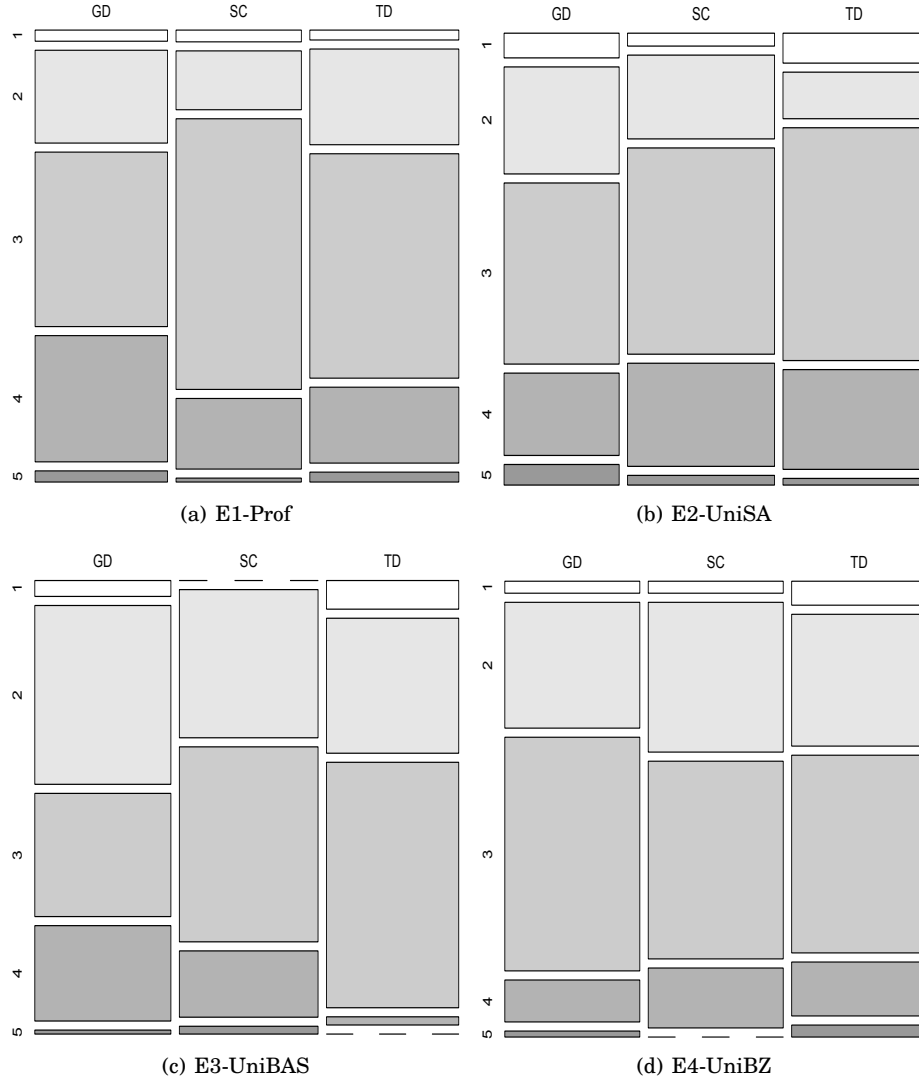 GD SC TD
1
2
3
4
5
(a) E1-Prof
GD SC TD
1
2
3
4
5
(b) E2-UniSA
GD SC TD
1
2
3
4
5
(c) E3-UniBAS
GD SC TD
1
2
3
4
5
(d) E4-UniBZ